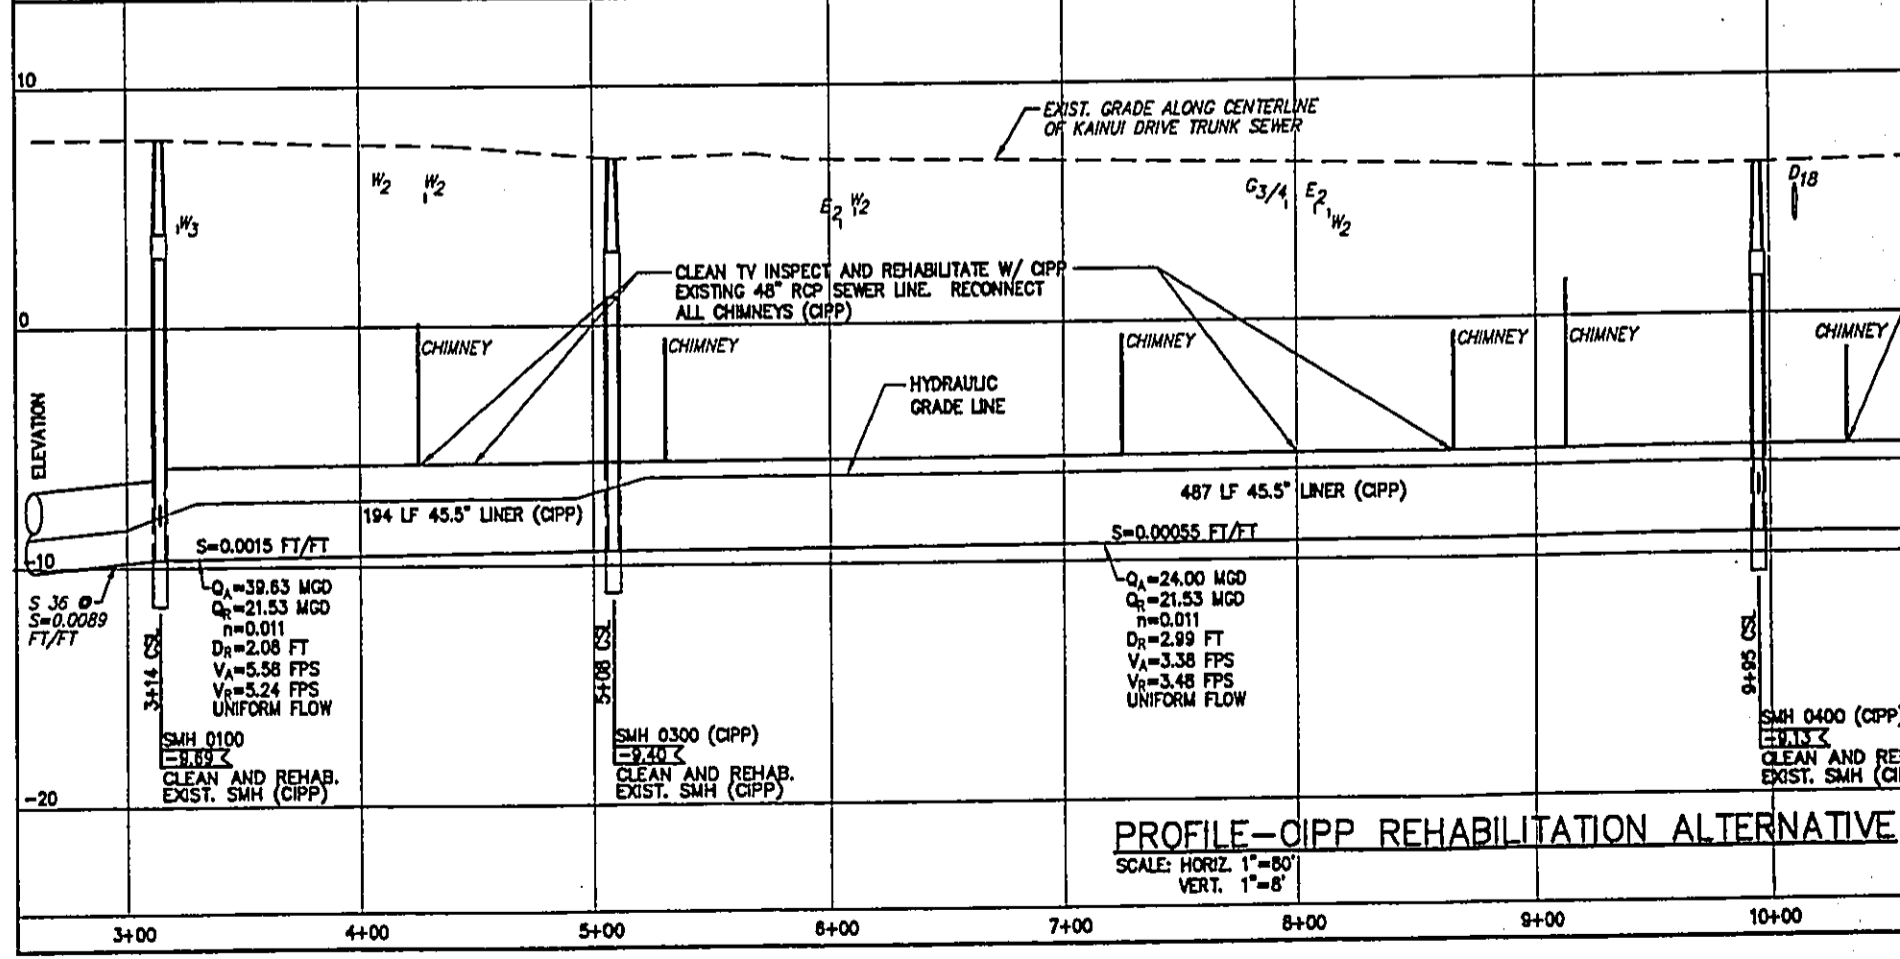 10
EXIST. GRADE ALONG CENTERLINE
OF KAINUI DRIVE TRUNK SEWER
W2
W2
W3
E2
W2
G3/4
E2
W2
D18
CLEAN TV INSPECT AND REHABILITATE W/ CIPP
EXISTING 48" RCP SEWER LINE. RECONNECT
ALL CHIMNEYS (CIPP)
0
CHIMNEY
CHIMNEY
CHIMNEY
CHIMNEY
CHIMNEY
CHIMNEY
HYDRAULIC
GRADE LINE
ELEVATION
194 LF 45.5" LINER (CIPP)
487 LF 45.5" LINER (CIPP)
S=0.0015 FT/FT
S=0.00055 FT/FT
-10
S 36 Ø
S=0.0089
FT/FT
QA=39.63 MGD
QR=21.53 MGD
n=0.011
DR=2.08 FT
VA=5.58 FPS
VR=5.24 FPS
UNIFORM FLOW
QA=24.00 MGD
QR=21.53 MGD
n=0.011
DR=2.99 FT
VA=3.38 FPS
VR=3.48 FPS
UNIFORM FLOW
3+14 CSL
5+08 CSL
9+95 CSL
SMH 0100
-9.69
CLEAN AND REHAB.
EXIST. SMH (CIPP)
SMH 0300 (CIPP)
-9.40
CLEAN AND REHAB.
EXIST. SMH (CIPP)
SMH 0400 (CIPP)
-9.13
CLEAN AND RE
EXIST. SMH (CI
-20
PROFILE-CIPP REHABILITATION ALTERNATIVE
SCALE: HORIZ. 1"=60'
VERT. 1"=8'
3+00
4+00
5+00
6+00
7+00
8+00
9+00
10+00